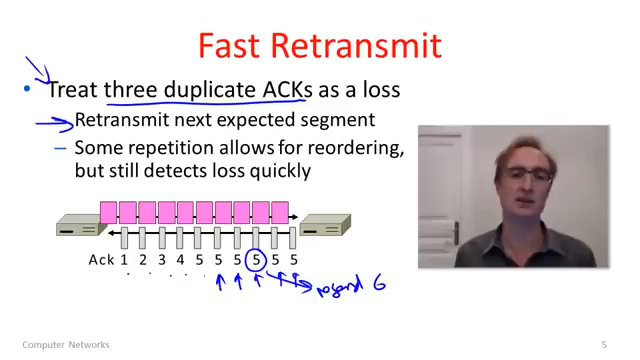 Fast Retransmit
• Treat three duplicate ACKs as a loss
Retransmit next expected segment
– Some repetition allows for reordering,
but still detects loss quickly
Ack 1 2 3 4 5 5 5 5 5 5
resend 6
Computer Networks
5